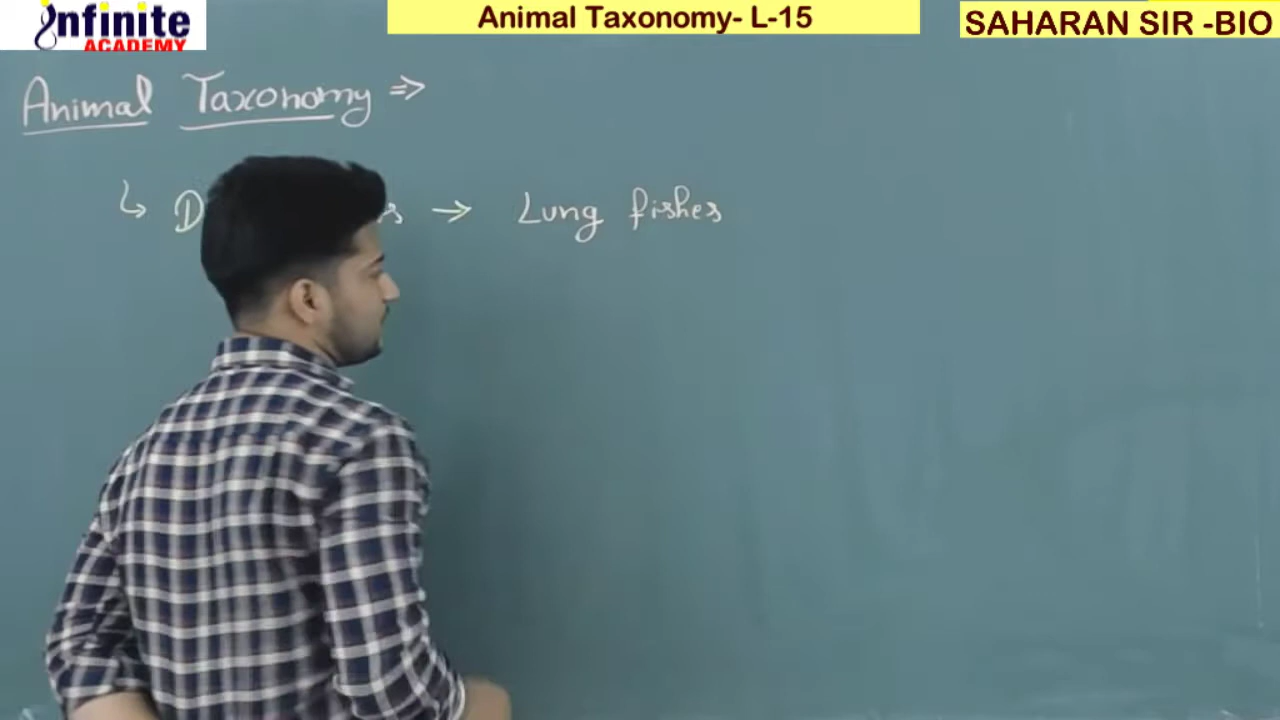 infinite
ACADEMY
Animal Taxonomy- L-15
SAHARAN SIR -BIO
Animal Taxonomy ⇒
↳ → Lung fishes